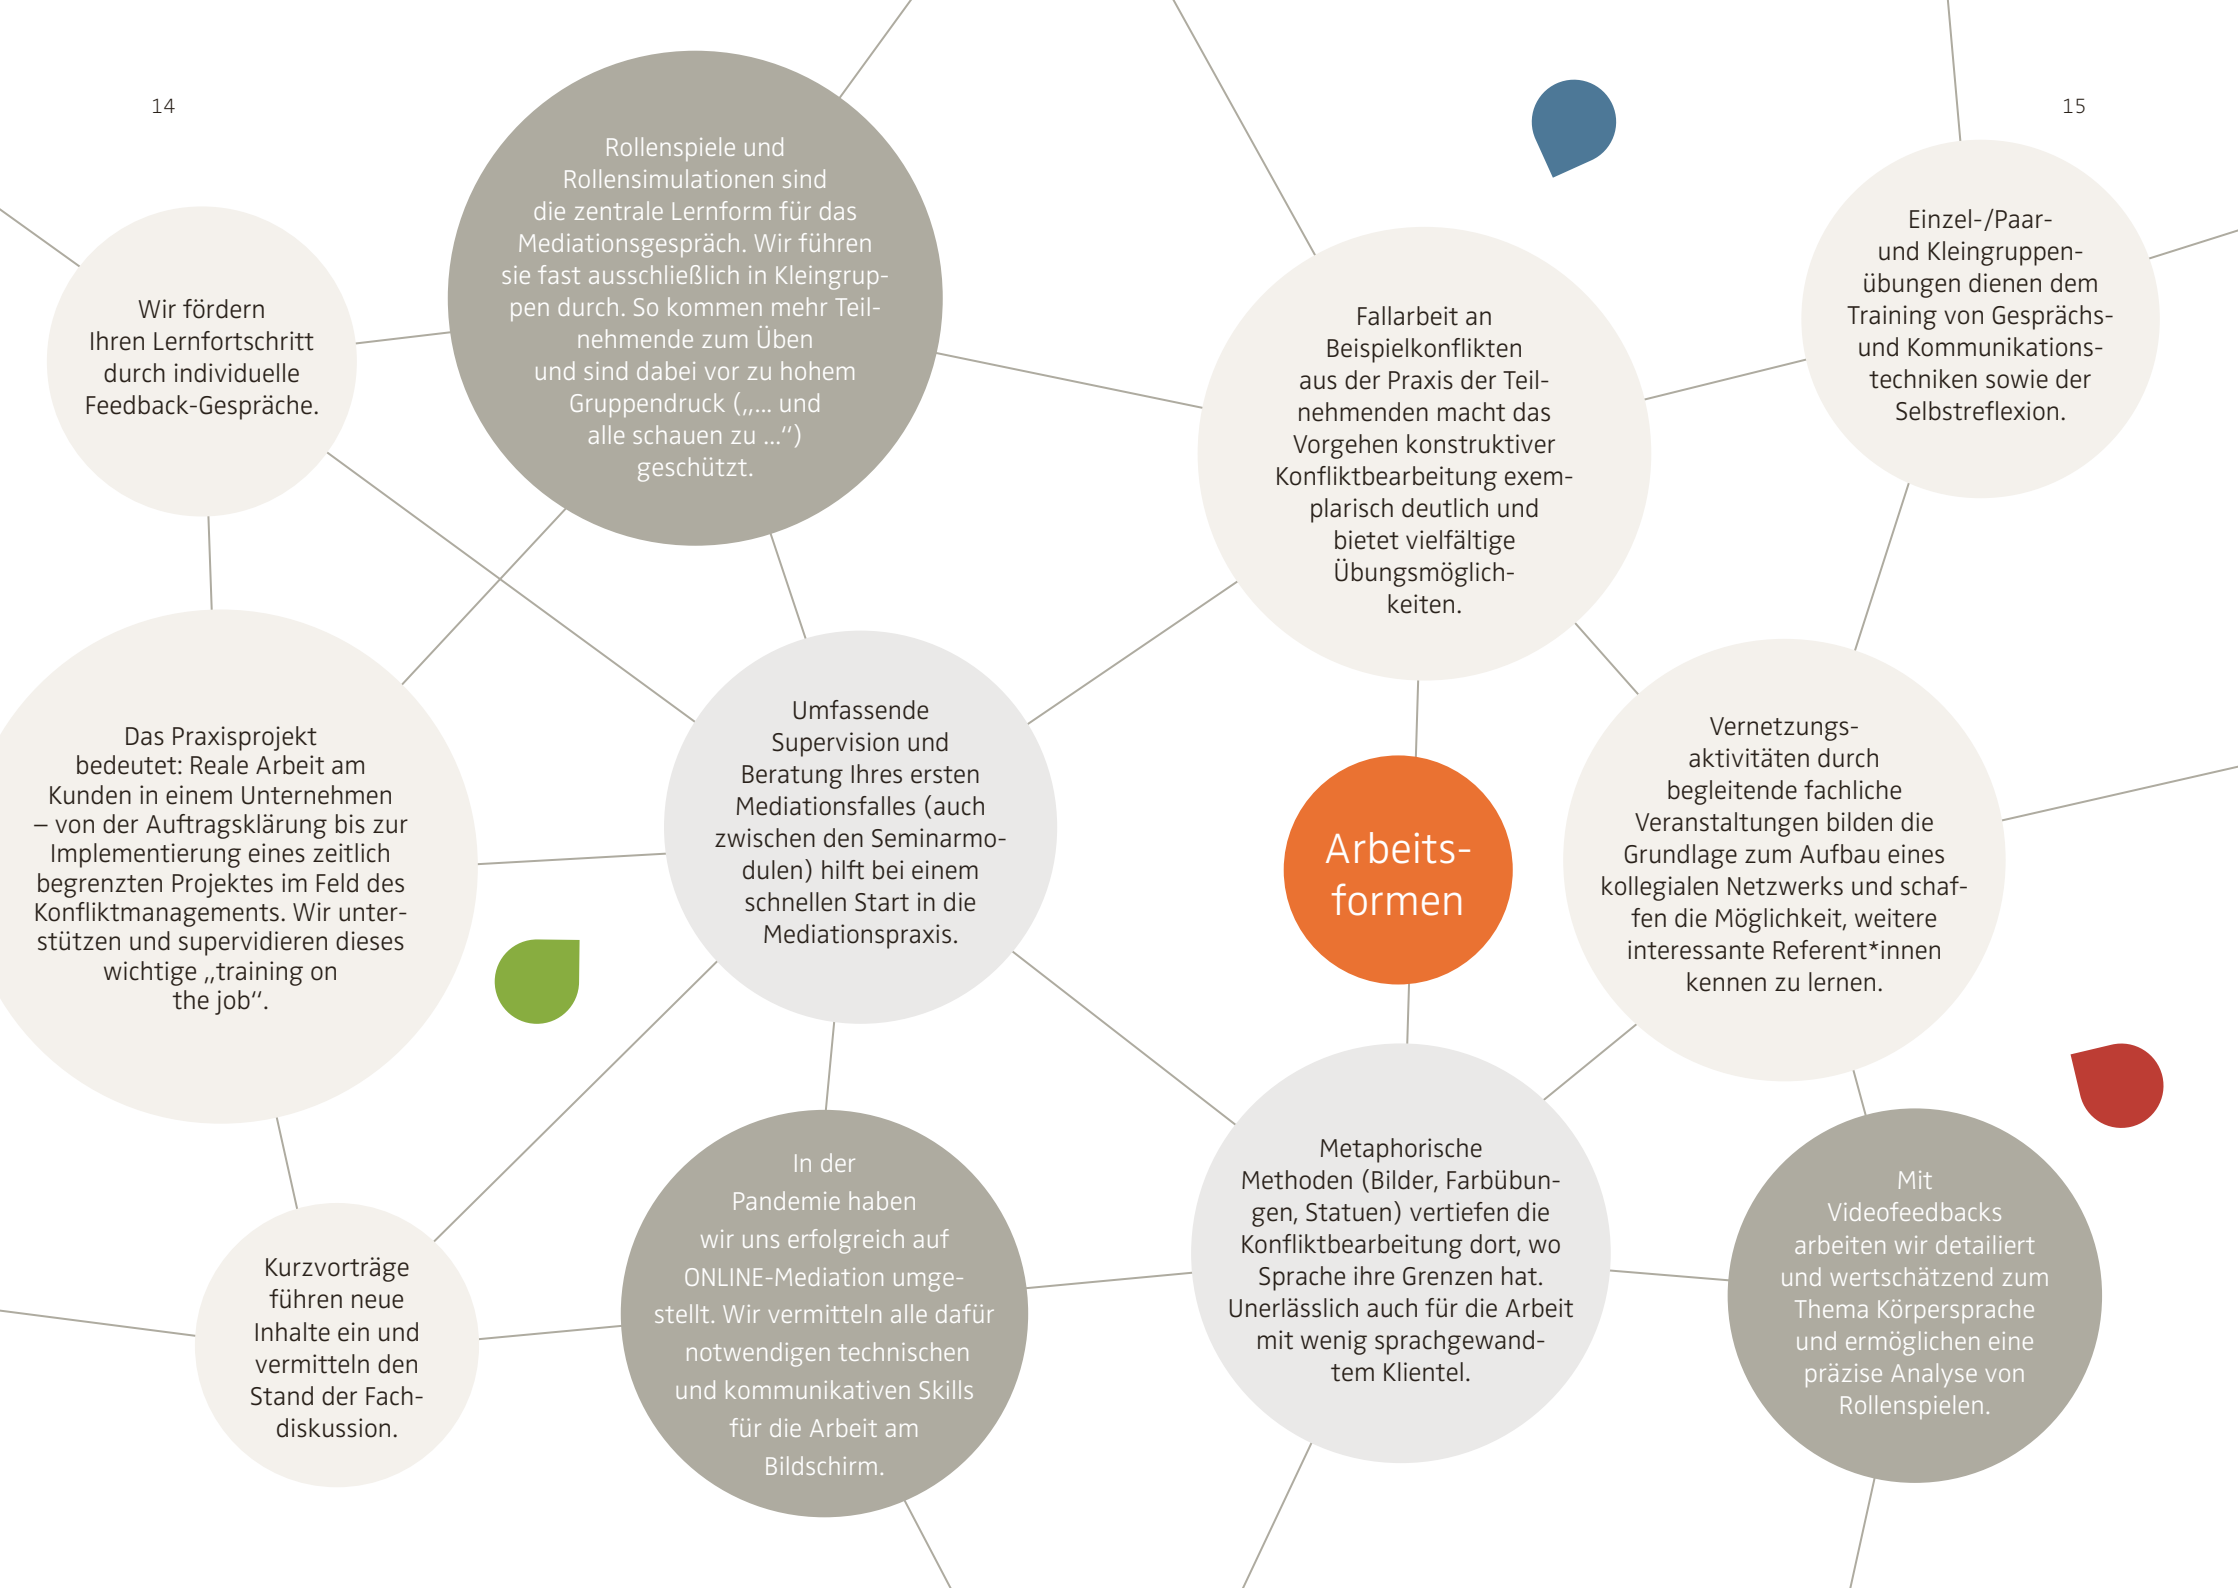 14
15
Rollenspiele und
Rollensimulationen sind
die zentrale Lernform für das
Mediationsgespräch. Wir führen
sie fast ausschließlich in Kleingrup-
pen durch. So kommen mehr Teil-
nehmende zum Üben
und sind dabei vor zu hohem
Gruppendruck („... und
alle schauen zu ...“)
geschützt.
Wir fördern
Ihren Lernfortschritt
durch individuelle
Feedback-Gespräche.
Fallarbeit an
Beispielkonflikten
aus der Praxis der Teil-
nehmenden macht das
Vorgehen konstruktiver
Konfliktbearbeitung exem-
plarisch deutlich und
bietet vielfältige
Übungsmöglich-
keiten.
Einzel-/Paar-
und Kleingruppen-
übungen dienen dem
Training von Gesprächs-
und Kommunikations-
techniken sowie der
Selbstreflexion.
Das Praxisprojekt
bedeutet: Reale Arbeit am
Kunden in einem Unternehmen
– von der Auftragsklärung bis zur
Implementierung eines zeitlich
begrenzten Projektes im Feld des
Konfliktmanagements. Wir unter-
stützen und supervidieren dieses
wichtige „training on
the job“.
Umfassende
Supervision und
Beratung Ihres ersten
Mediationsfalles (auch
zwischen den Seminarmo-
dulen) hilft bei einem
schnellen Start in die
Mediationspraxis.
Arbeits-
formen
Vernetzungs-
aktivitäten durch
begleitende fachliche
Veranstaltungen bilden die
Grundlage zum Aufbau eines
kollegialen Netzwerks und schaf-
fen die Möglichkeit, weitere
interessante Referent*innen
kennen zu lernen.
Kurzvorträge
führen neue
Inhalte ein und
vermitteln den
Stand der Fach-
diskussion.
In der
Pandemie haben
wir uns erfolgreich auf
ONLINE-Mediation umge-
stellt. Wir vermitteln alle dafür
notwendigen technischen
und kommunikativen Skills
für die Arbeit am
Bildschirm.
Metaphorische
Methoden (Bilder, Farbübun-
gen, Statuen) vertiefen die
Konfliktbearbeitung dort, wo
Sprache ihre Grenzen hat.
Unerlässlich auch für die Arbeit
mit wenig sprachgewand-
tem Klientel.
Mit
Videofeedbacks
arbeiten wir detailiert
und wertschätzend zum
Thema Körpersprache
und ermöglichen eine
präzise Analyse von
Rollenspielen.